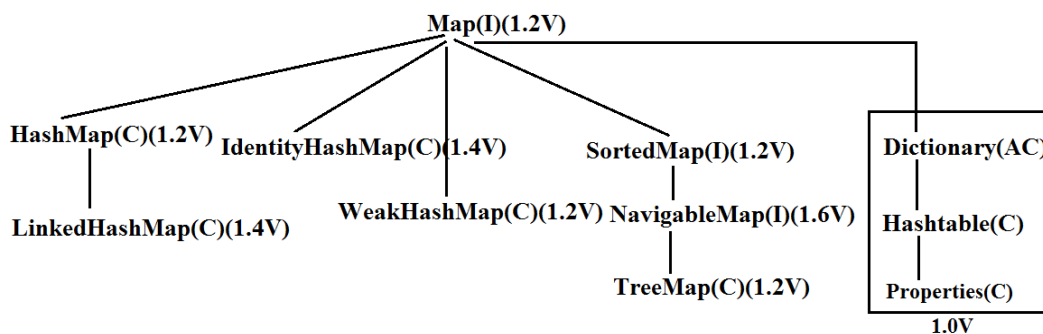 Map(I)(1.2V)
HashMap(C)(1.2V)
IdentityHashMap(C)(1.4V)
SortedMap(I)(1.2V)
Dictionary(AC)
LinkedHashMap(C)(1.4V)
WeakHashMap(C)(1.2V)
NavigableMap(I)(1.6V)
Hashtable(C)
TreeMap(C)(1.2V)
Properties(C)
1.0V